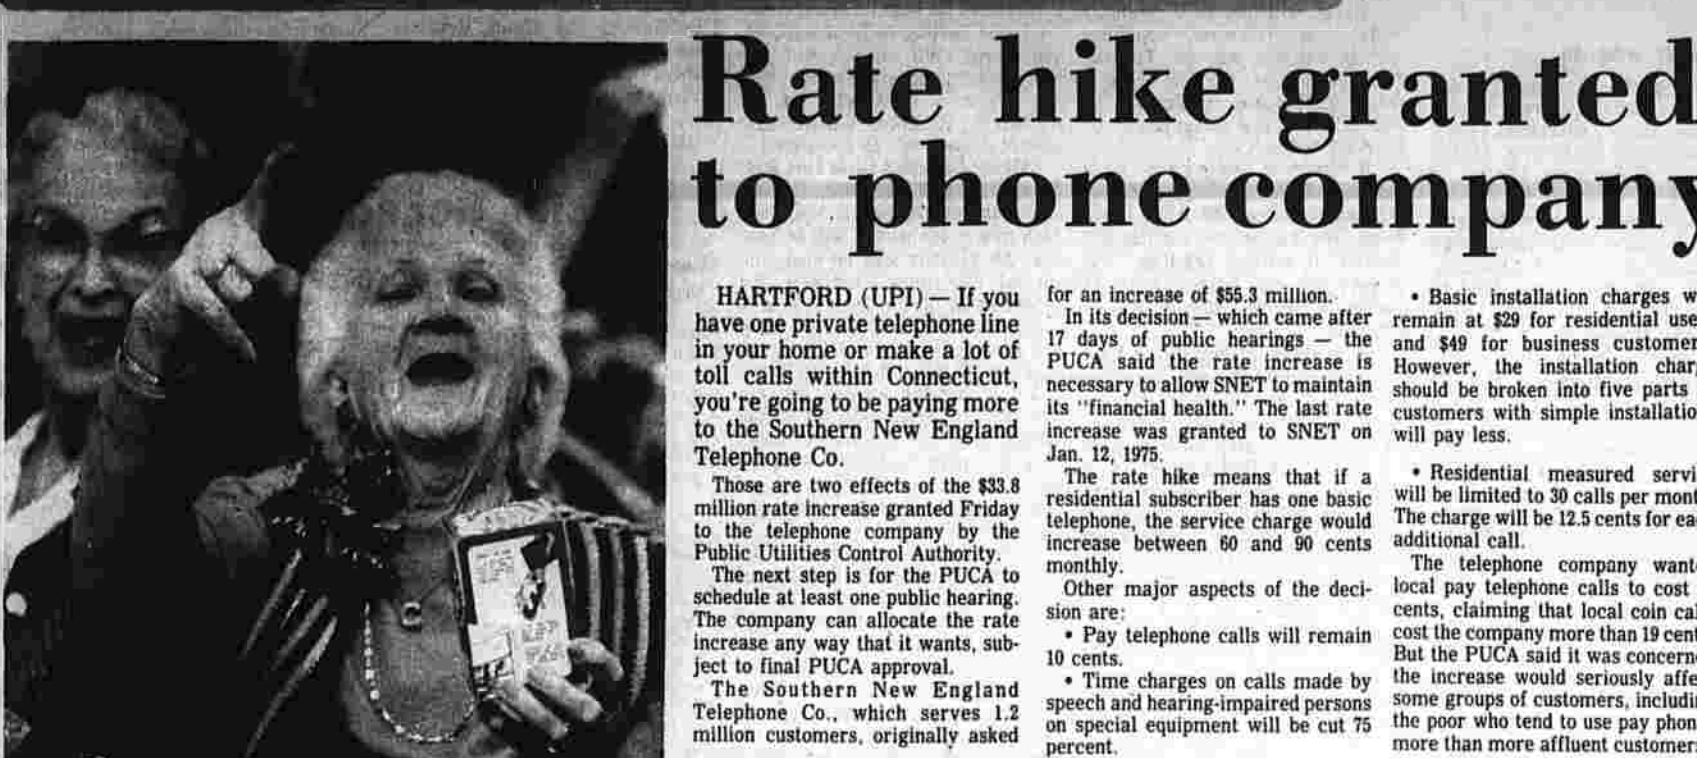 Rate hike granted
to phone company
HARTFORD (UPI) — If you
have one private telephone line
in your home or make a lot of
toll calls within Connecticut,
you're going to be paying more
to the Southern New England
Telephone Co.
Those are two effects of the $33.8
million rate increase granted Friday
to the telephone company by the
Public Utilities Control Authority.
The next step is for the PUCA to
schedule at least one public hearing.
The company can allocate the rate
increase any way that it wants, sub-
ject to final PUCA approval.
The Southern New England
Telephone Co., which serves 1.2
million customers, originally asked
for an increase of $55.3 million.
In its decision — which came after
17 days of public hearings — the
PUCA said the rate increase is
necessary to allow SNET to maintain
its "financial health." The last rate
increase was granted to SNET on
Jan. 12, 1975.
The rate hike means that if a
residential subscriber has one basic
telephone, the service charge would
increase between 60 and 90 cents
monthly.
Other major aspects of the deci-
sion are:
• Pay telephone calls will remain
10 cents.
• Time charges on calls made by
speech and hearing-impaired persons
on special equipment will be cut 75
percent.
• Basic installation charges w
remain at $29 for residential use
and $49 for business customer
However, the installation char
should be broken into five parts
customers with simple installatio
will pay less.
• Residential measured servi
will be limited to 30 calls per mont
The charge will be 12.5 cents for ea
additional call.
The telephone company want
local pay telephone calls to cost
cents, claiming that local coin ca
cost the company more than 19 cent
But the PUCA said it was concern
the increase would seriously affe
some groups of customers, includi
the poor who tend to use pay phon
more than more affluent customer